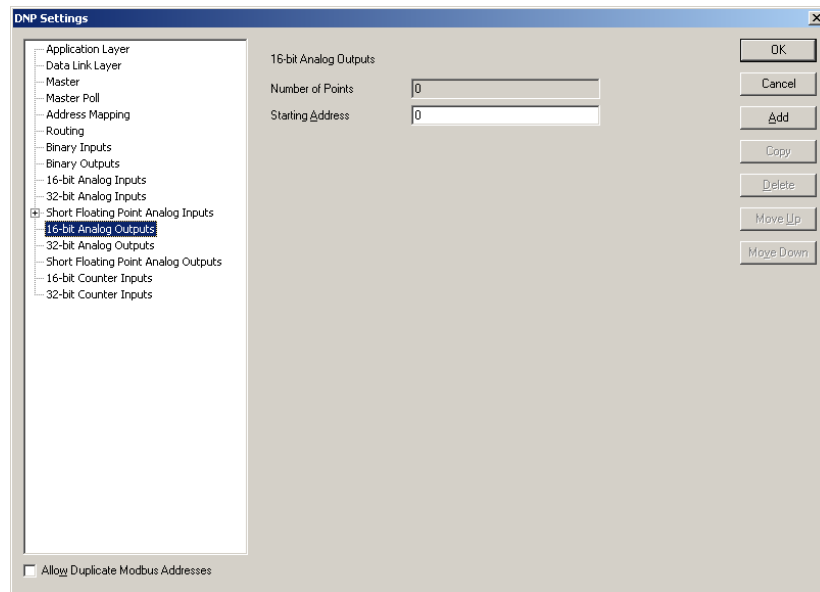 DNP Settings
Application Layer
Data Link Layer
Master
Master Poll
Address Mapping
Routing
Binary Inputs
Binary Outputs
16-bit Analog Inputs
32-bit Analog Inputs
Short Floating Point Analog Inputs
16-bit Analog Outputs
32-bit Analog Outputs
Short Floating Point Analog Outputs
16-bit Counter Inputs
32-bit Counter Inputs
Allow Duplicate Modbus Addresses
16-bit Analog Outputs
Number of Points 0
Starting Address 0
OK
Cancel
Add
Copy
Delete
Move Up
Move Down